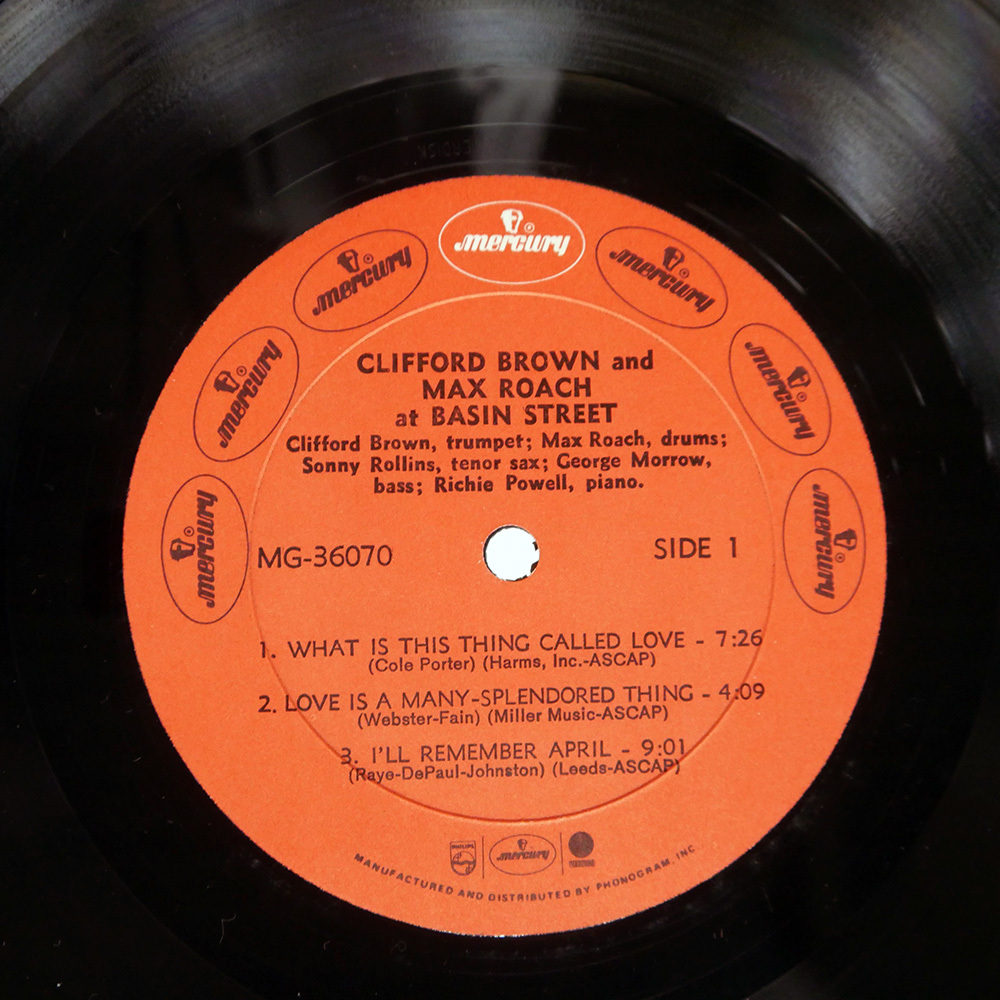 mercury ®
mercury ®
mercury ®
mercury ®
mercury ®
mercury ®
mercury ®
CLIFFORD BROWN and
MAX ROACH
at BASIN STREET
Clifford Brown, trumpet; Max Roach, drums;
Sonny Rollins, tenor sax; George Morrow,
bass; Richie Powell, piano.
MG-36070
SIDE 1
1. WHAT IS THIS THING CALLED LOVE - 7:26
(Cole Porter) (Harms, Inc.-ASCAP)
2. LOVE IS A MANY-SPLENDORED THING - 4:09
(Webster-Fain) (Miller Music-ASCAP)
3. I'LL REMEMBER APRIL - 9:01
(Raye-DePaul-Johnston) (Leeds-ASCAP)
PHILIPS
mercury
MANUFACTURED AND DISTRIBUTED BY PHONOGRAM, INC.